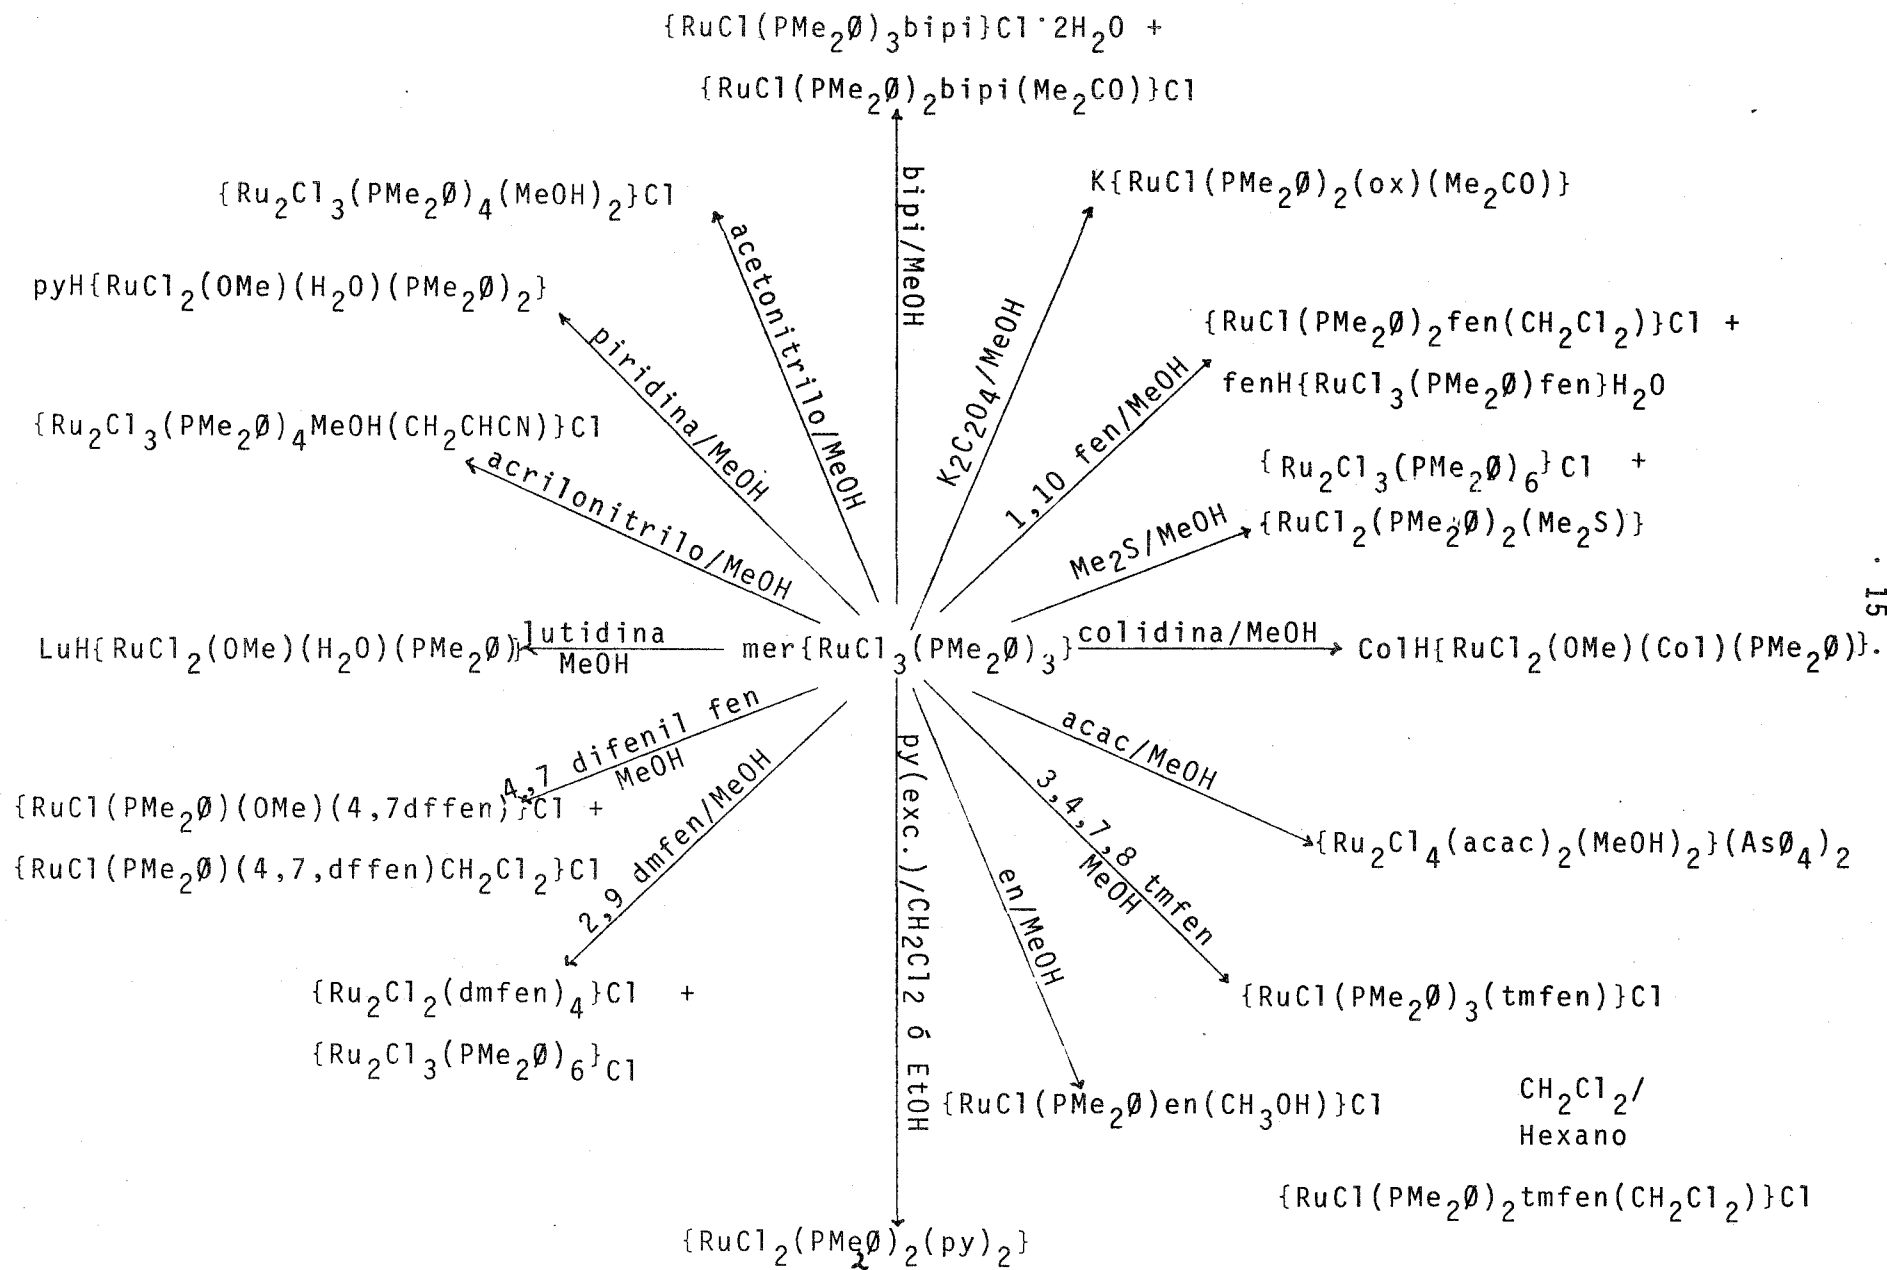 {RuCl(PMe₂Ø)₃bipi}Cl·2H₂O +
{RuCl(PMe₂Ø)₂bipi(Me₂CO)}Cl
bipi/MeOH
{Ru₂Cl₃(PMe₂Ø)₄(MeOH)₂}Cl
acetonitrilo/MeOH
K{RuCl(PMe₂Ø)₂(ox)(Me₂CO)}
K2C2O4/MeOH
pyH{RuCl₂(OMe)(H₂O)(PMe₂Ø)₂}
piridina/MeOH
{RuCl(PMe₂Ø)₂fen(CH₂Cl₂)}Cl +
fenH{RuCl₃(PMe₂Ø)fen}H₂O
1,10 fen/MeOH
{Ru₂Cl₃(PMe₂Ø)₄MeOH(CH₂CHCN)}Cl
acrilonitrilo/MeOH
{Ru₂Cl₃(PMe₂Ø)₆}Cl +
{RuCl₂(PMe₂Ø)₂(Me₂S)}
Me2S/MeOH
15
LuH{RuCl₂(OMe)(H₂O)(PMe₂Ø)}
lutidina
MeOH
mer{RuCl₃(PMe₂Ø)₃}
colidina/MeOH
ColH{RuCl₂(OMe)(Col)(PMe₂Ø)}.
4,7 difenil fen
MeOH
{RuCl(PMe₂Ø)(OMe)(4,7dffen)}Cl +
{RuCl(PMe₂Ø)(4,7,dffen)CH₂Cl₂}Cl
acac/MeOH
{Ru₂Cl₄(acac)₂(MeOH)₂}(AsØ₄)₂
2,9 dmfen/MeOH
{Ru₂Cl₂(dmfen)₄}Cl +
{Ru₂Cl₃(PMe₂Ø)₆}Cl
3,4,7,8 tmfen
MeOH
{RuCl(PMe₂Ø)₃(tmfen)}Cl
en/MeOH
{RuCl(PMe₂Ø)en(CH₃OH)}Cl
CH₂Cl₂/
Hexano
{RuCl(PMe₂Ø)₂tmfen(CH₂Cl₂)}Cl
py(exc.)/CH2Cl2 ó EtOH
{RuCl₂(PMe₂Ø)₂(py)₂}